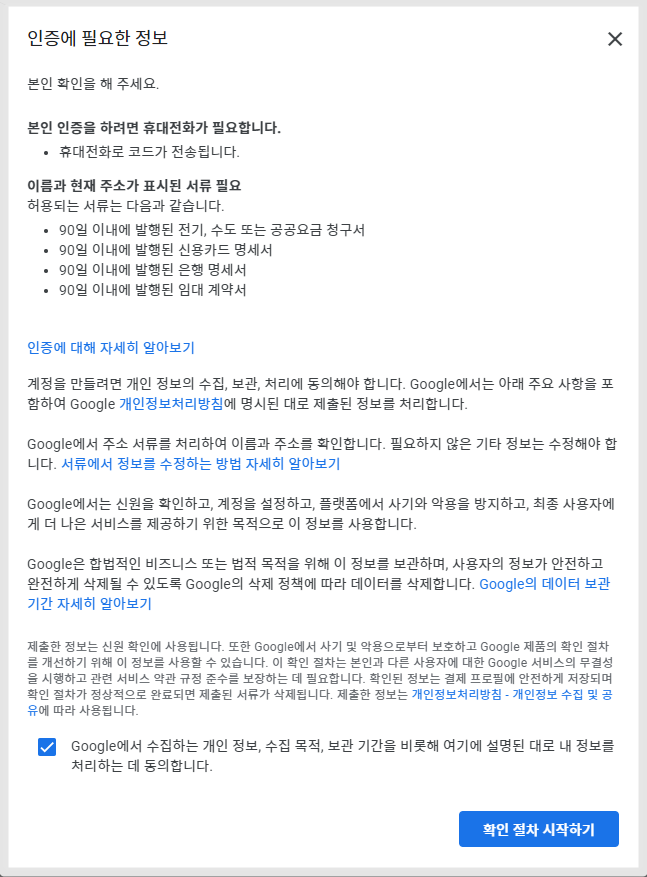 인증에 필요한 정보
본인 확인을 해 주세요.
본인 인증을 하려면 휴대전화가 필요합니다.
• 휴대전화로 코드가 전송됩니다.
이름과 현재 주소가 표시된 서류 필요
허용되는 서류는 다음과 같습니다.
• 90일 이내에 발행된 전기, 수도 또는 공공요금 청구서
• 90일 이내에 발행된 신용카드 명세서
• 90일 이내에 발행된 은행 명세서
• 90일 이내에 발행된 임대 계약서
인증에 대해 자세히 알아보기
계정을 만들려면 개인 정보의 수집, 보관, 처리에 동의해야 합니다. Google에서는 아래 주요 사항을 포
함하여 Google 개인정보처리방침에 명시된 대로 제출된 정보를 처리합니다.
Google에서 주소 서류를 처리하여 이름과 주소를 확인합니다. 필요하지 않은 기타 정보는 수정해야 합
니다. 서류에서 정보를 수정하는 방법 자세히 알아보기
Google에서는 신원을 확인하고, 계정을 설정하고, 플랫폼에서 사기와 악용을 방지하고, 최종 사용자에
게 더 나은 서비스를 제공하기 위한 목적으로 이 정보를 사용합니다.
Google은 합법적인 비즈니스 또는 법적 목적을 위해 이 정보를 보관하며, 사용자의 정보가 안전하고
완전하게 삭제될 수 있도록 Google의 삭제 정책에 따라 데이터를 삭제합니다. Google의 데이터 보관
기간 자세히 알아보기
제출한 정보는 신원 확인에 사용됩니다. 또한 Google에서 사기 및 악용으로부터 보호하고 Google 제품의 확인 절차
를 개선하기 위해 이 정보를 사용할 수 있습니다. 이 확인 절차는 본인과 다른 사용자에 대한 Google 서비스의 무결성
을 시행하고 관련 서비스 약관 규정 준수를 보장하는 데 필요합니다. 확인된 정보는 결제 프로필에 안전하게 저장되며
확인 절차가 정상적으로 완료되면 제출된 서류가 삭제됩니다. 제출한 정보는 개인정보처리방침 - 개인정보 수집 및 공
유에 따라 사용됩니다.
Google에서 수집하는 개인 정보, 수집 목적, 보관 기간을 비롯해 여기에 설명된 대로 내 정보를
처리하는 데 동의합니다.
확인 절차 시작하기